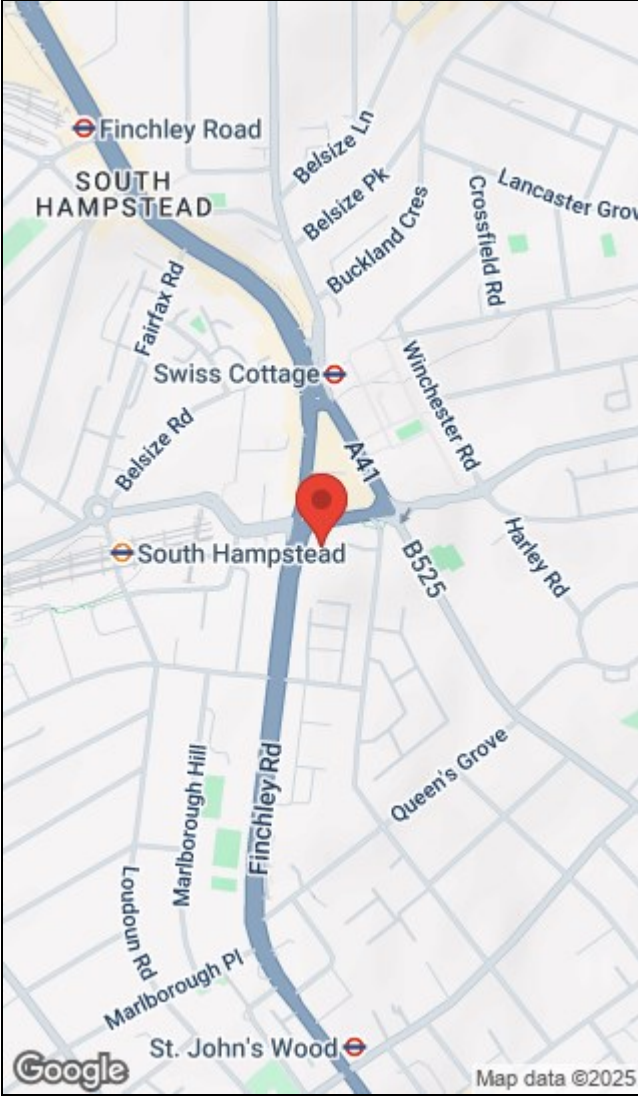 Finchley Road
SOUTH
HAMPSTEAD
Belsize Ln
Belsize Pk
Buckland Cres
Crossfield Rd
Lancaster Grov
Fairfax Rd
Swiss Cottage
Winchester Rd
Belsize Rd
A41
South Hampstead
B525
Harley Rd
Queen's Grove
Marlborough Hill
Finchley Rd
Loudoun Rd
Marlborough Pl
St. John's Wood
Google
Map data ©2025